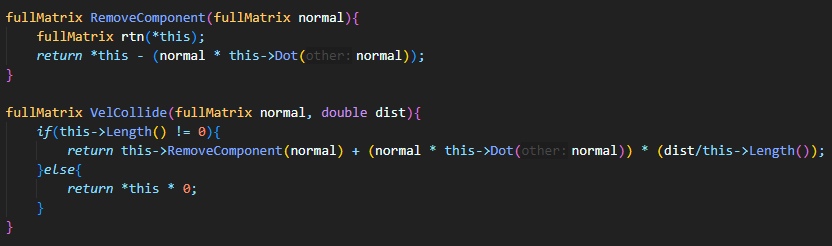 fullMatrix RemoveComponent(fullMatrix normal){
    fullMatrix rtn(*this);
    return *this - (normal * this->Dot(other: normal));
}

fullMatrix VelCollide(fullMatrix normal, double dist){
    if(this->Length() != 0){
        return this->RemoveComponent(normal) + (normal * this->Dot(other: normal)) * (dist/this->Length());
    }else{
        return *this * 0;
    }
}